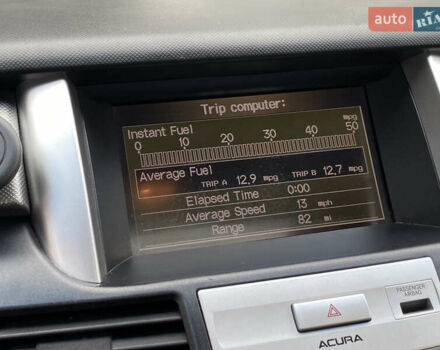 auto RIA
Trip computer:
Instant Fuel mpg
0 10 20 30 40 50
Average Fuel
TRIP A 12,9 mpg TRIP B 12,7 mpg
Elapsed Time 0:00
Average Speed 13 mph
Range 82 mi
PASSENGER
AIRBAG
ACURA